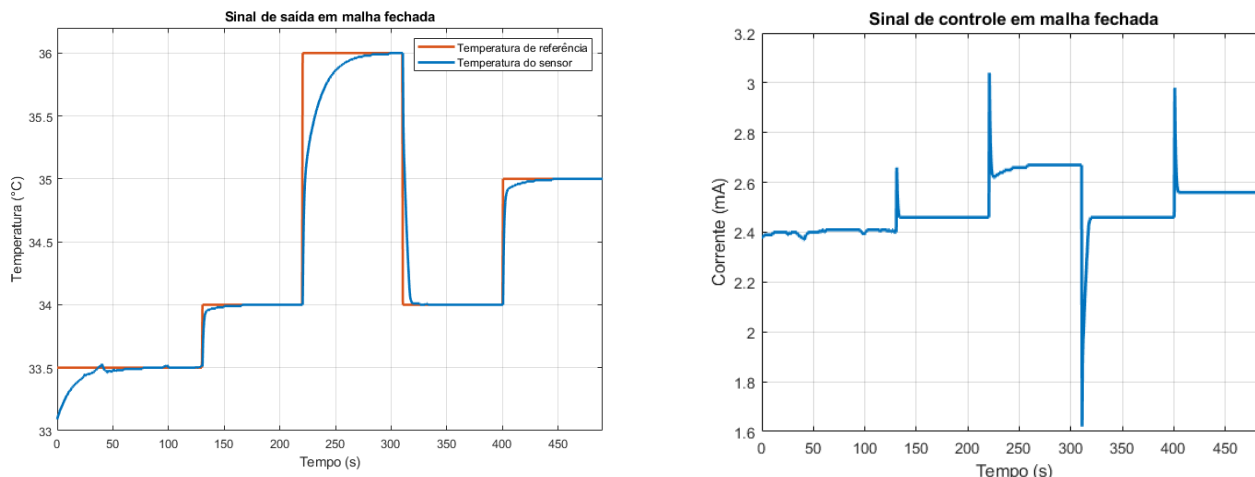 Sinal de saída em malha fechada
Temperatura de referência
Temperatura do sensor
36
35.5
35
34.5
34
33.5
33
Temperatura (°C)
0 50 100 150 200 250 300 350 400 450
Tempo (s)
Sinal de controle em malha fechada
3.2
3
2.8
2.6
2.4
2.2
2
1.8
1.6
Corrente (mA)
0 50 100 150 200 250 300 350 400 450
Tempo (s)